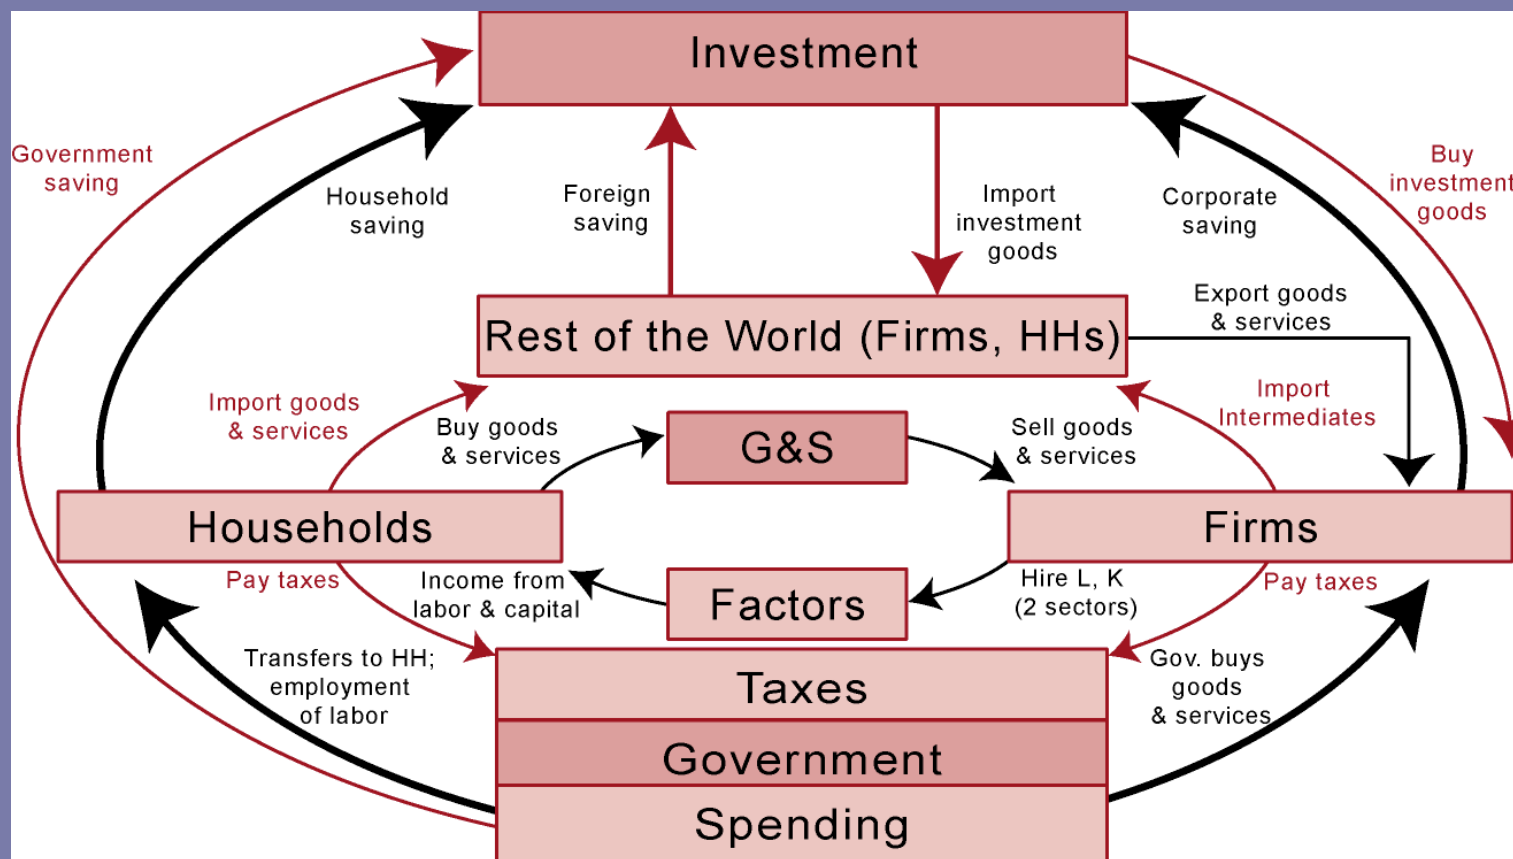 Investment
Government
saving
Household
saving
Foreign
saving
Import
investment
goods
Corporate
saving
Buy
investment
goods
Export goods
& services
Rest of the World (Firms, HHs)
Import goods
& services
Buy goods
& services
G&S
Sell goods
& services
Import
Intermediates
Households
Firms
Pay taxes
Income from
labor & capital
Factors
Hire L, K
(2 sectors)
Pay taxes
Transfers to HH;
employment
of labor
Taxes
Gov. buys
goods
& services
Government
Spending